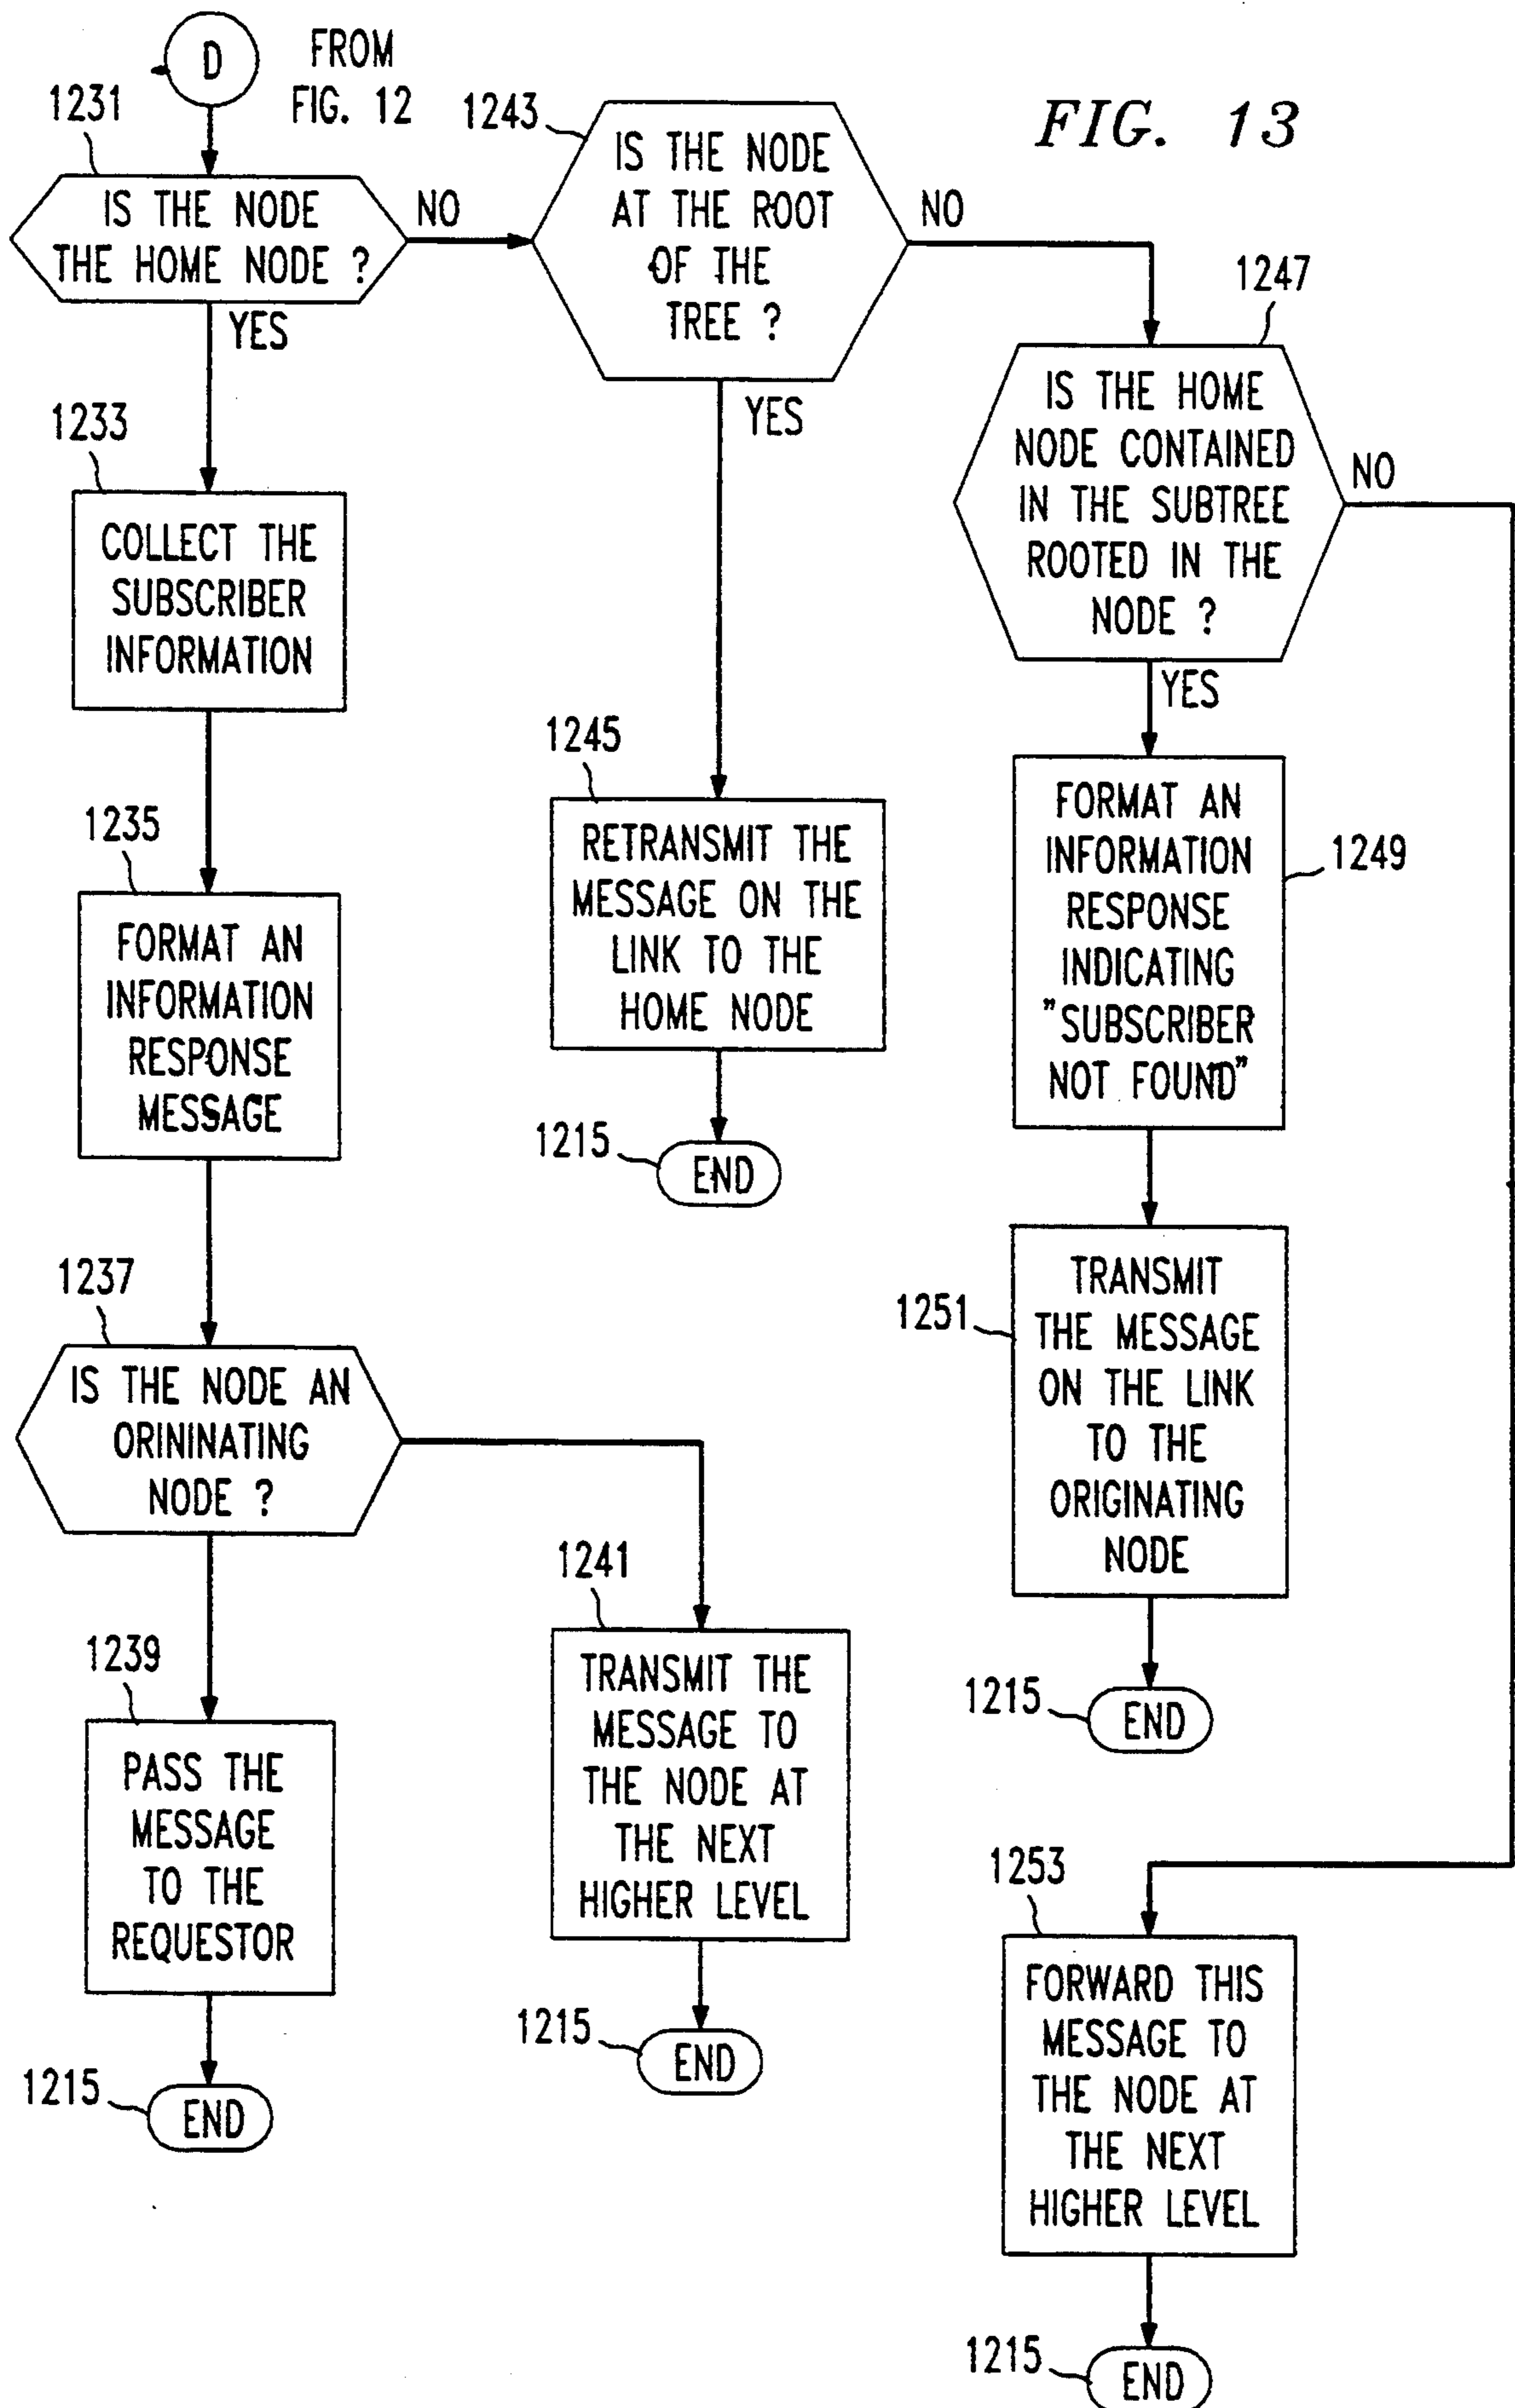 D
FROM
FIG. 12
FIG. 13
1231
IS THE NODE
THE HOME NODE ?
NO
YES
1243
IS THE NODE
AT THE ROOT
OF THE
TREE ?
NO
YES
1247
IS THE HOME
NODE CONTAINED
IN THE SUBTREE
ROOTED IN THE
NODE ?
NO
YES
1233
COLLECT THE
SUBSCRIBER
INFORMATION
1235
FORMAT AN
INFORMATION
RESPONSE
MESSAGE
1245
RETRANSMIT THE
MESSAGE ON THE
LINK TO THE
HOME NODE
1215
END
1249
FORMAT AN
INFORMATION
RESPONSE
INDICATING
"SUBSCRIBER
NOT FOUND"
1251
TRANSMIT
THE MESSAGE
ON THE LINK
TO THE
ORIGINATING
NODE
1215
END
1237
IS THE NODE AN
ORININATING
NODE ?
1239
PASS THE
MESSAGE
TO THE
REQUESTOR
1215
END
1241
TRANSMIT THE
MESSAGE TO
THE NODE AT
THE NEXT
HIGHER LEVEL
1215
END
1253
FORWARD THIS
MESSAGE TO
THE NODE AT
THE NEXT
HIGHER LEVEL
1215
END